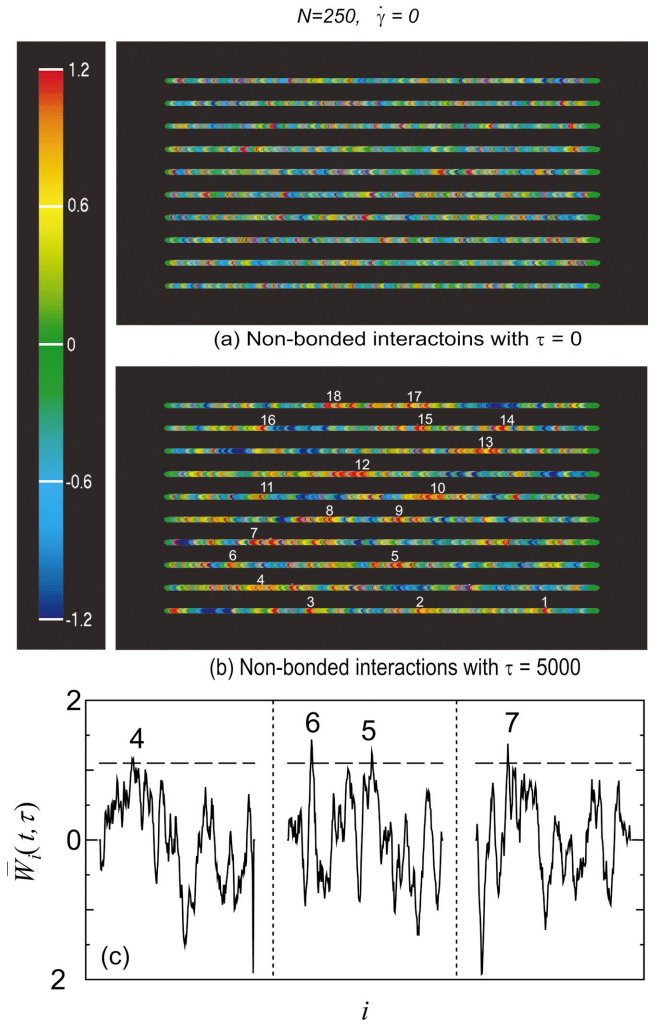 N=250, γ̇ = 0
1.2
0.6
0
-0.6
-1.2
(a) Non-bonded interactoins with τ = 0
18 17
16 15 14
13
12
11 10
8 9
7
6 5
4
3 2 1
(b) Non-bonded interactions with τ = 5000
2
0
2
W̄i(t,τ)
4
6 5
7
(c)
i